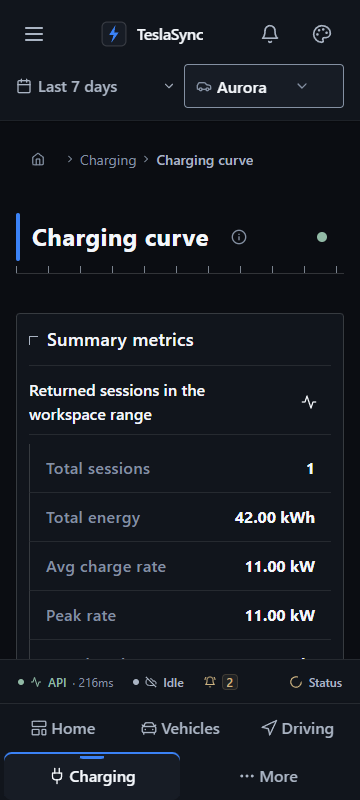 TeslaSync
Last 7 days
Aurora
Charging
Charging curve
Charging curve
Summary metrics
Returned sessions in the
workspace range
Total sessions 1
Total energy 42.00 kWh
Avg charge rate 11.00 kW
Peak rate 11.00 kW
API · 216ms Idle 2 Status
Home Vehicles Driving
Charging More